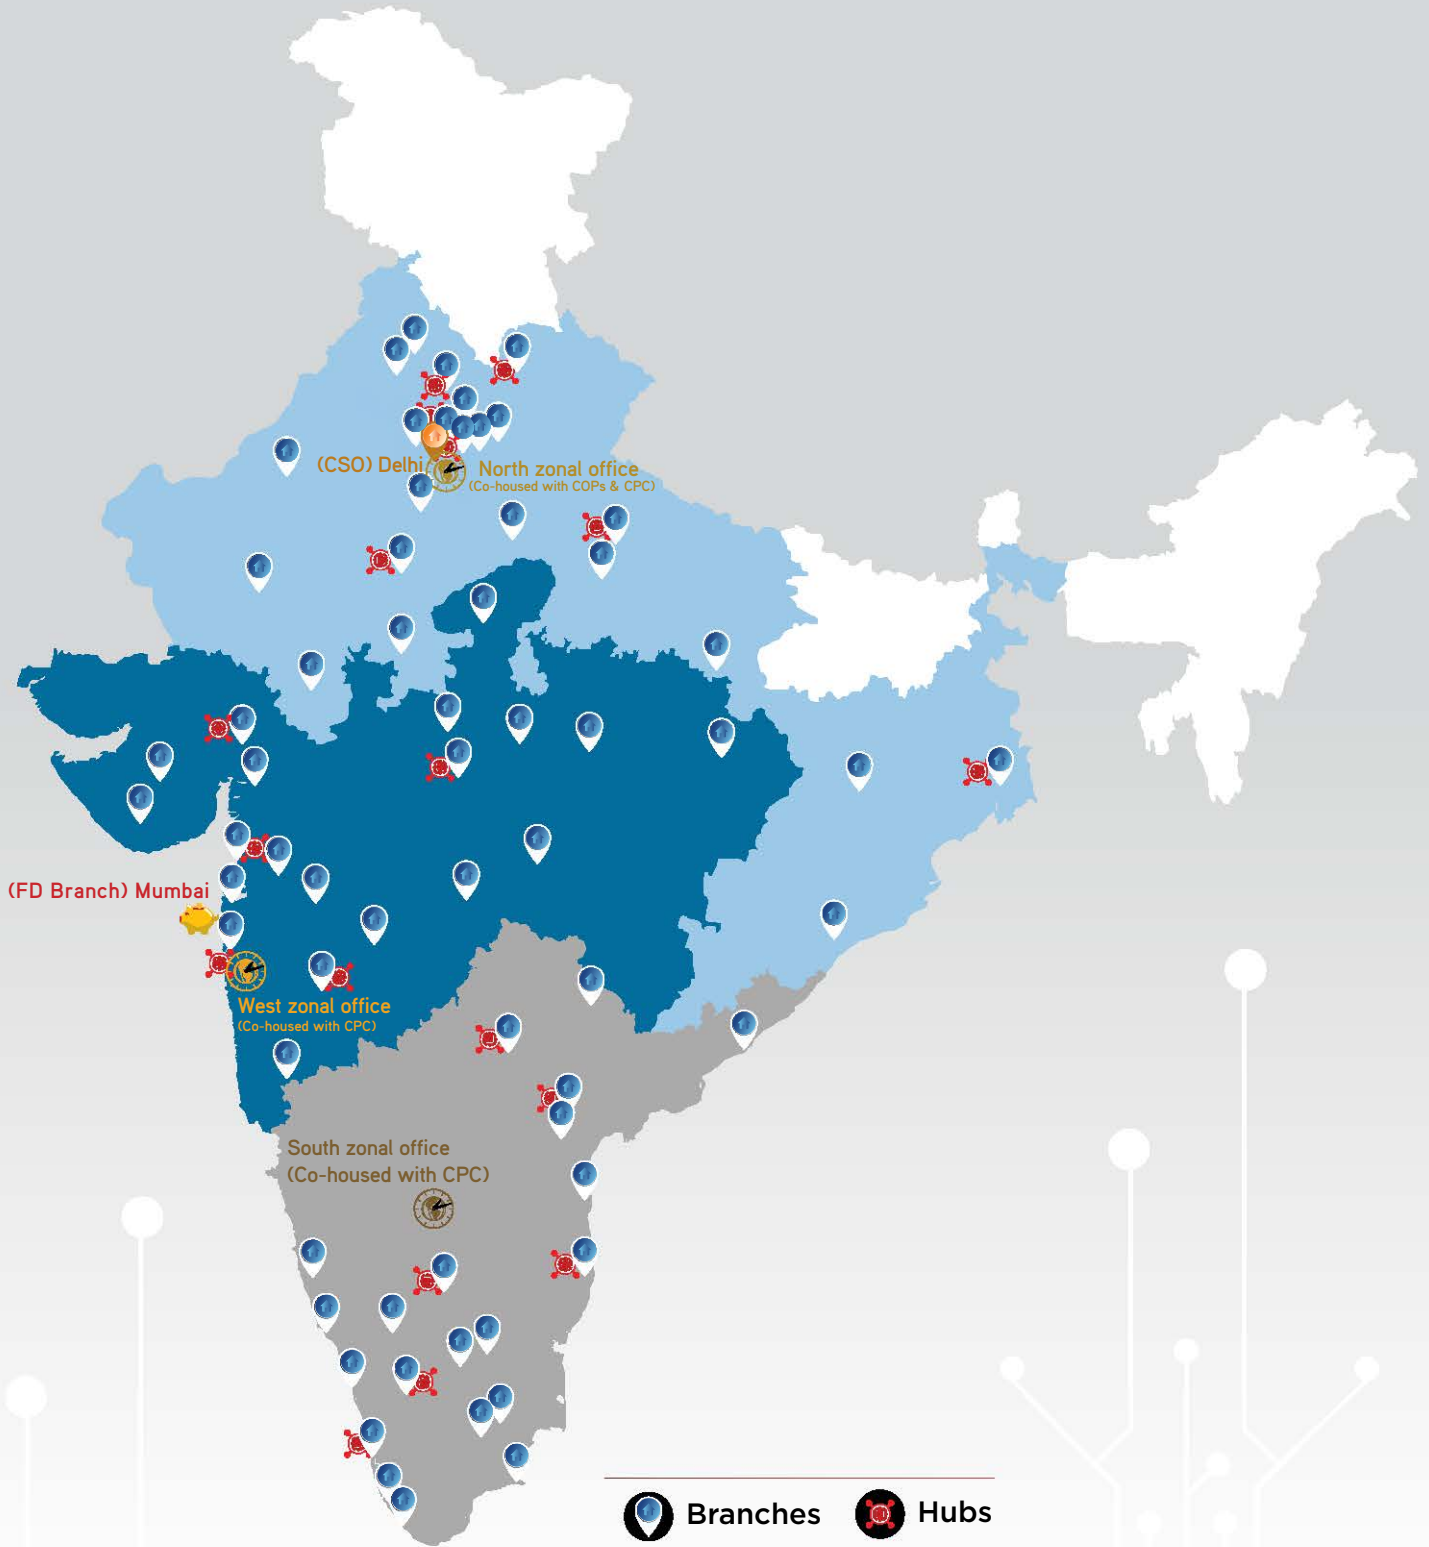 (CSO) Delhi
North zonal office
(Co-housed with COPs & CPC)
(FD Branch) Mumbai
West zonal office
(Co-housed with CPC)
South zonal office
(Co-housed with CPC)
Branches
Hubs